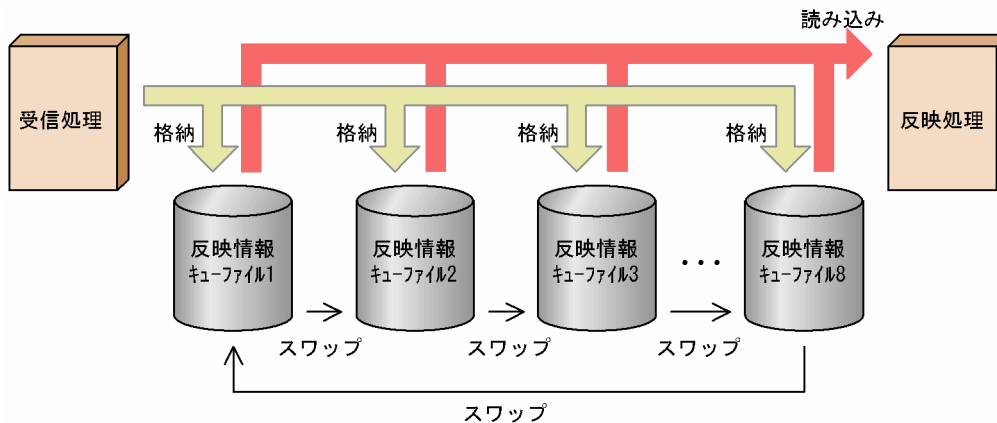 読み込み
受信処理
反映処理
格納
格納
格納
格納
反映情報
ｷｭｰﾌｧｲﾙ1
反映情報
ｷｭｰﾌｧｲﾙ2
反映情報
ｷｭｰﾌｧｲﾙ3
・・・
反映情報
ｷｭｰﾌｧｲﾙ8
スワップ
スワップ
スワップ
スワップ